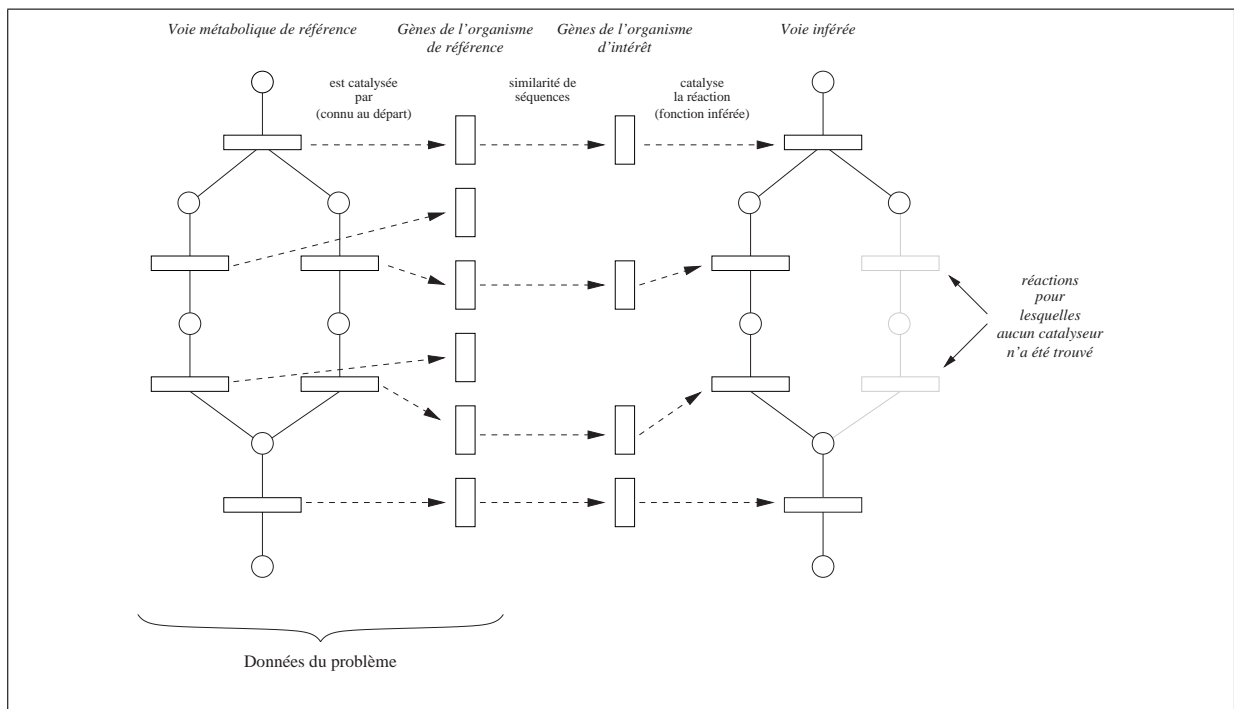 Voie métabolique de référence
Gènes de l'organisme
de référence
Gènes de l'organisme
d'intérêt
Voie inférée
est catalysée
par
(connu au départ)
similarité de
séquences
catalyse
la réaction
(fonction inférée)
réactions
pour
lesquelles
aucun catalyseur
n'a été trouvé
Données du problème